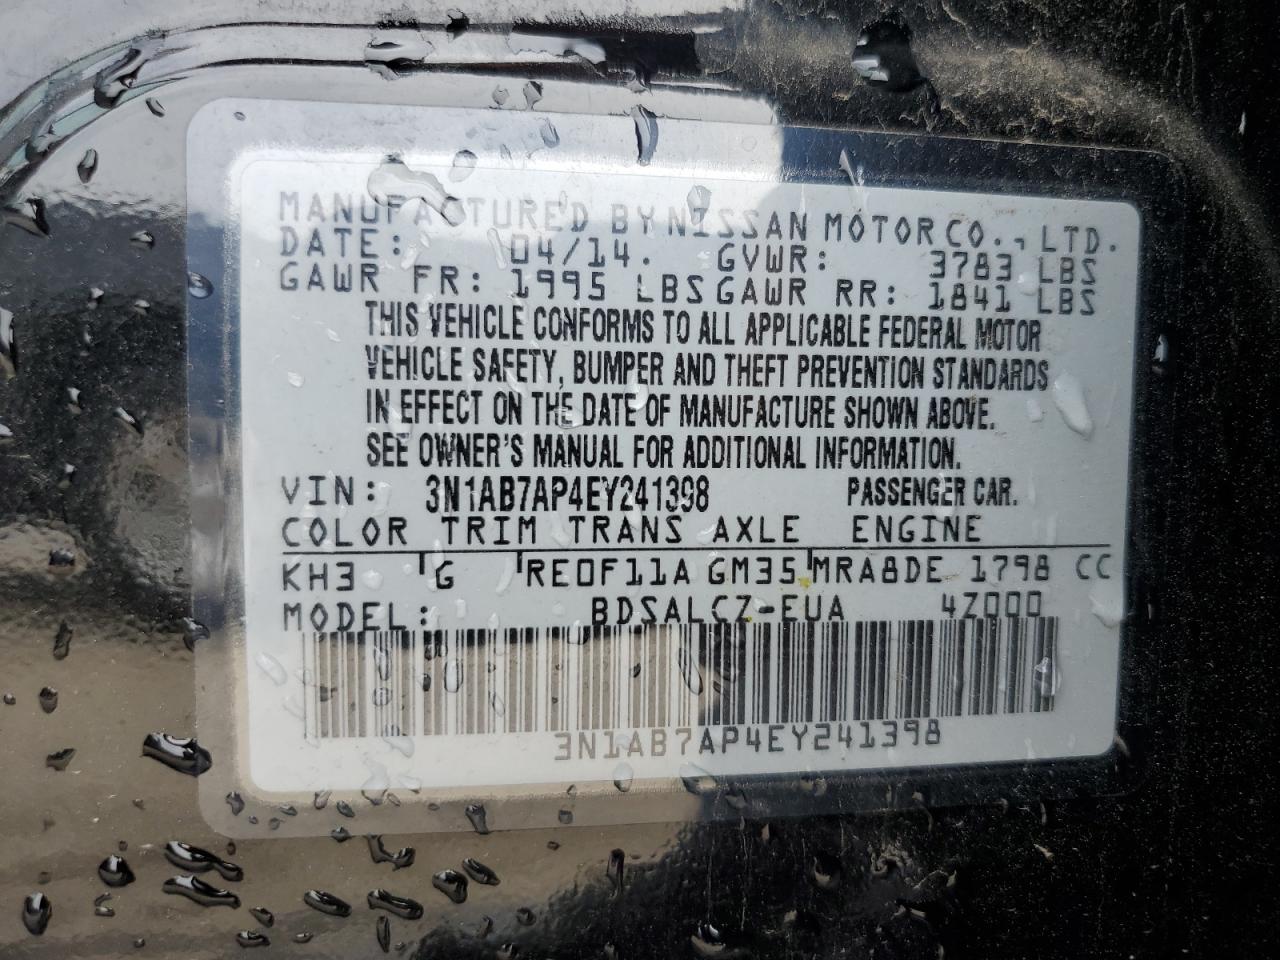 MANUFACTURED BY NISSAN MOTOR CO., LTD.
DATE: 04/14. GVWR: 3783 LBS
GAWR FR: 1995 LBS GAWR RR: 1841 LBS
THIS VEHICLE CONFORMS TO ALL APPLICABLE FEDERAL MOTOR
VEHICLE SAFETY, BUMPER AND THEFT PREVENTION STANDARDS
IN EFFECT ON THE DATE OF MANUFACTURE SHOWN ABOVE.
SEE OWNER'S MANUAL FOR ADDITIONAL INFORMATION.
VIN: 3N1AB7AP4EY241398 PASSENGER CAR.
COLOR TRIM TRANS AXLE ENGINE
KH3 G RE0F11A GM35 MRA8DE 1798 CC
MODEL: BDSALCZ-EUA 4Z000
3N1AB7AP4EY241398